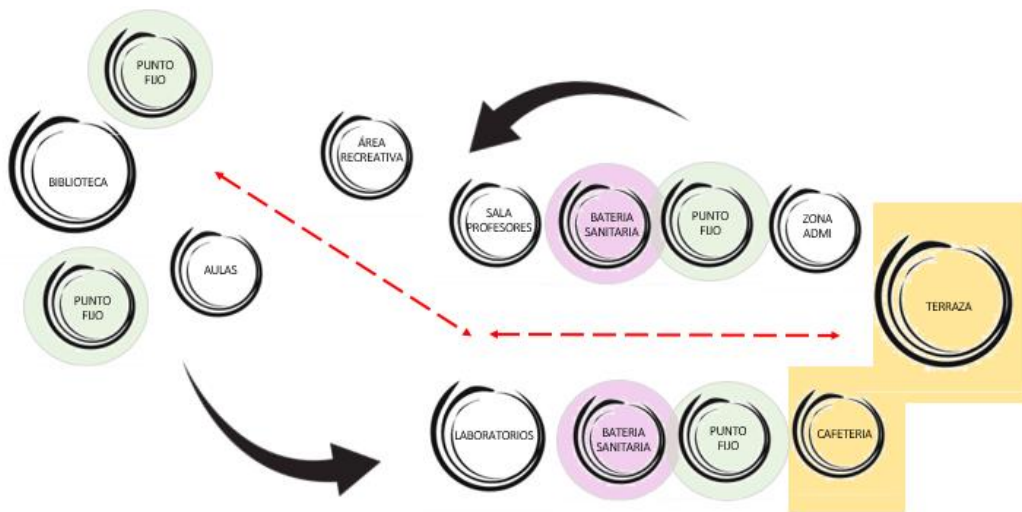 PUNTO
FIJO
BIBLIOTECA
PUNTO
FIJO
AULAS
ÁREA
RECREATIVA
SALA
PROFESORES
BATERIA
SANITARIA
PUNTO
FIJO
ZONA
ADMI
TERRAZA
LABORATORIOS
BATERIA
SANITARIA
PUNTO
FIJO
CAFETERIA